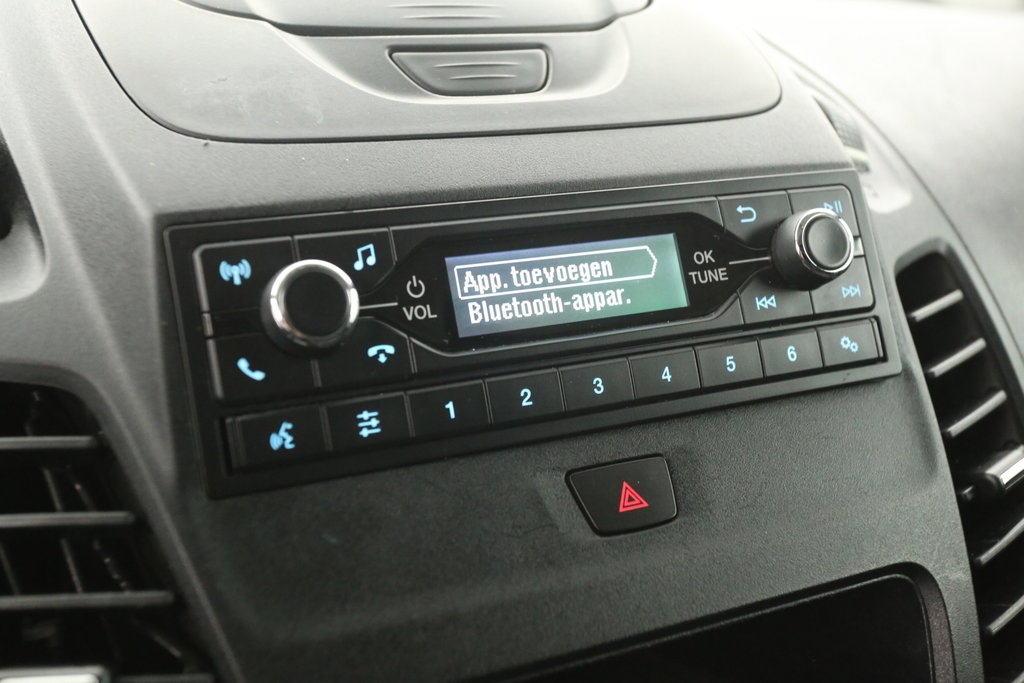 App. toevoegen
Bluetooth-appar.
VOL
OK
TUNE
1 2 3 4 5 6